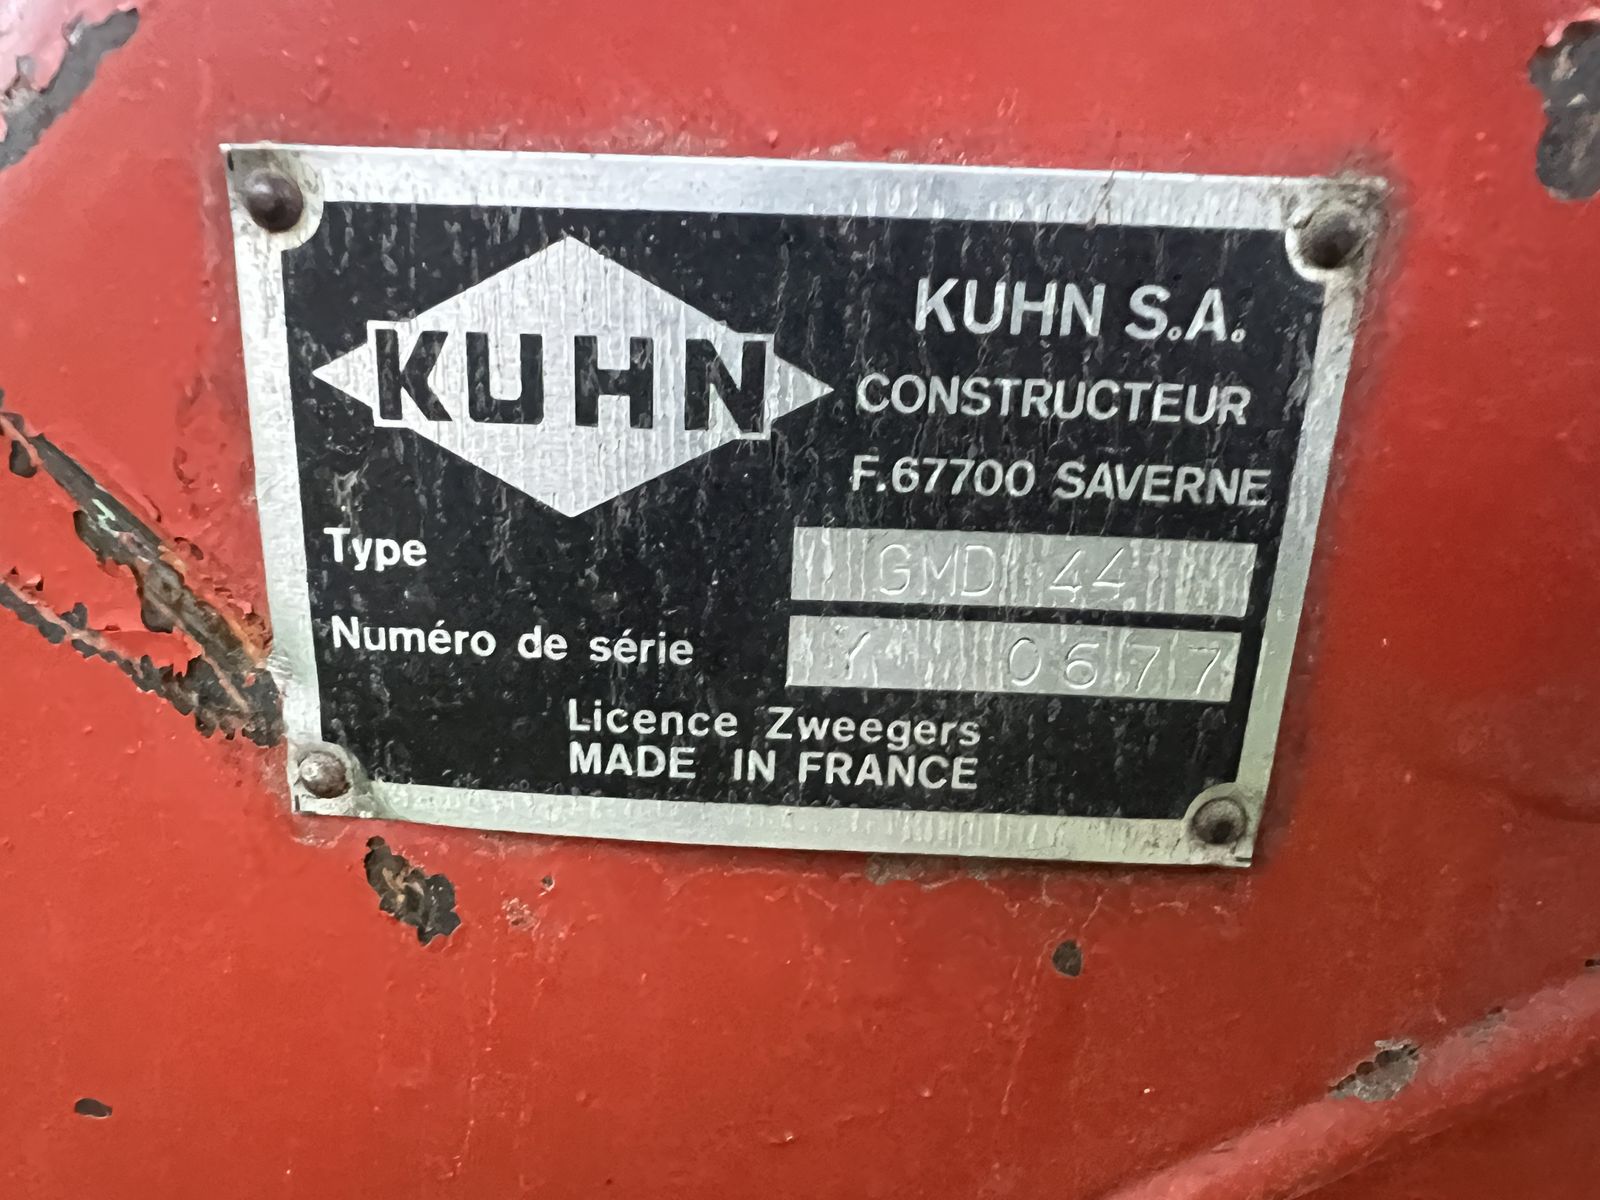 KUHN
KUHN S.A.
CONSTRUCTEUR
F.67700 SAVERNE
Type GMD 44
Numéro de série Y 0677
Licence Zweegers
MADE IN FRANCE